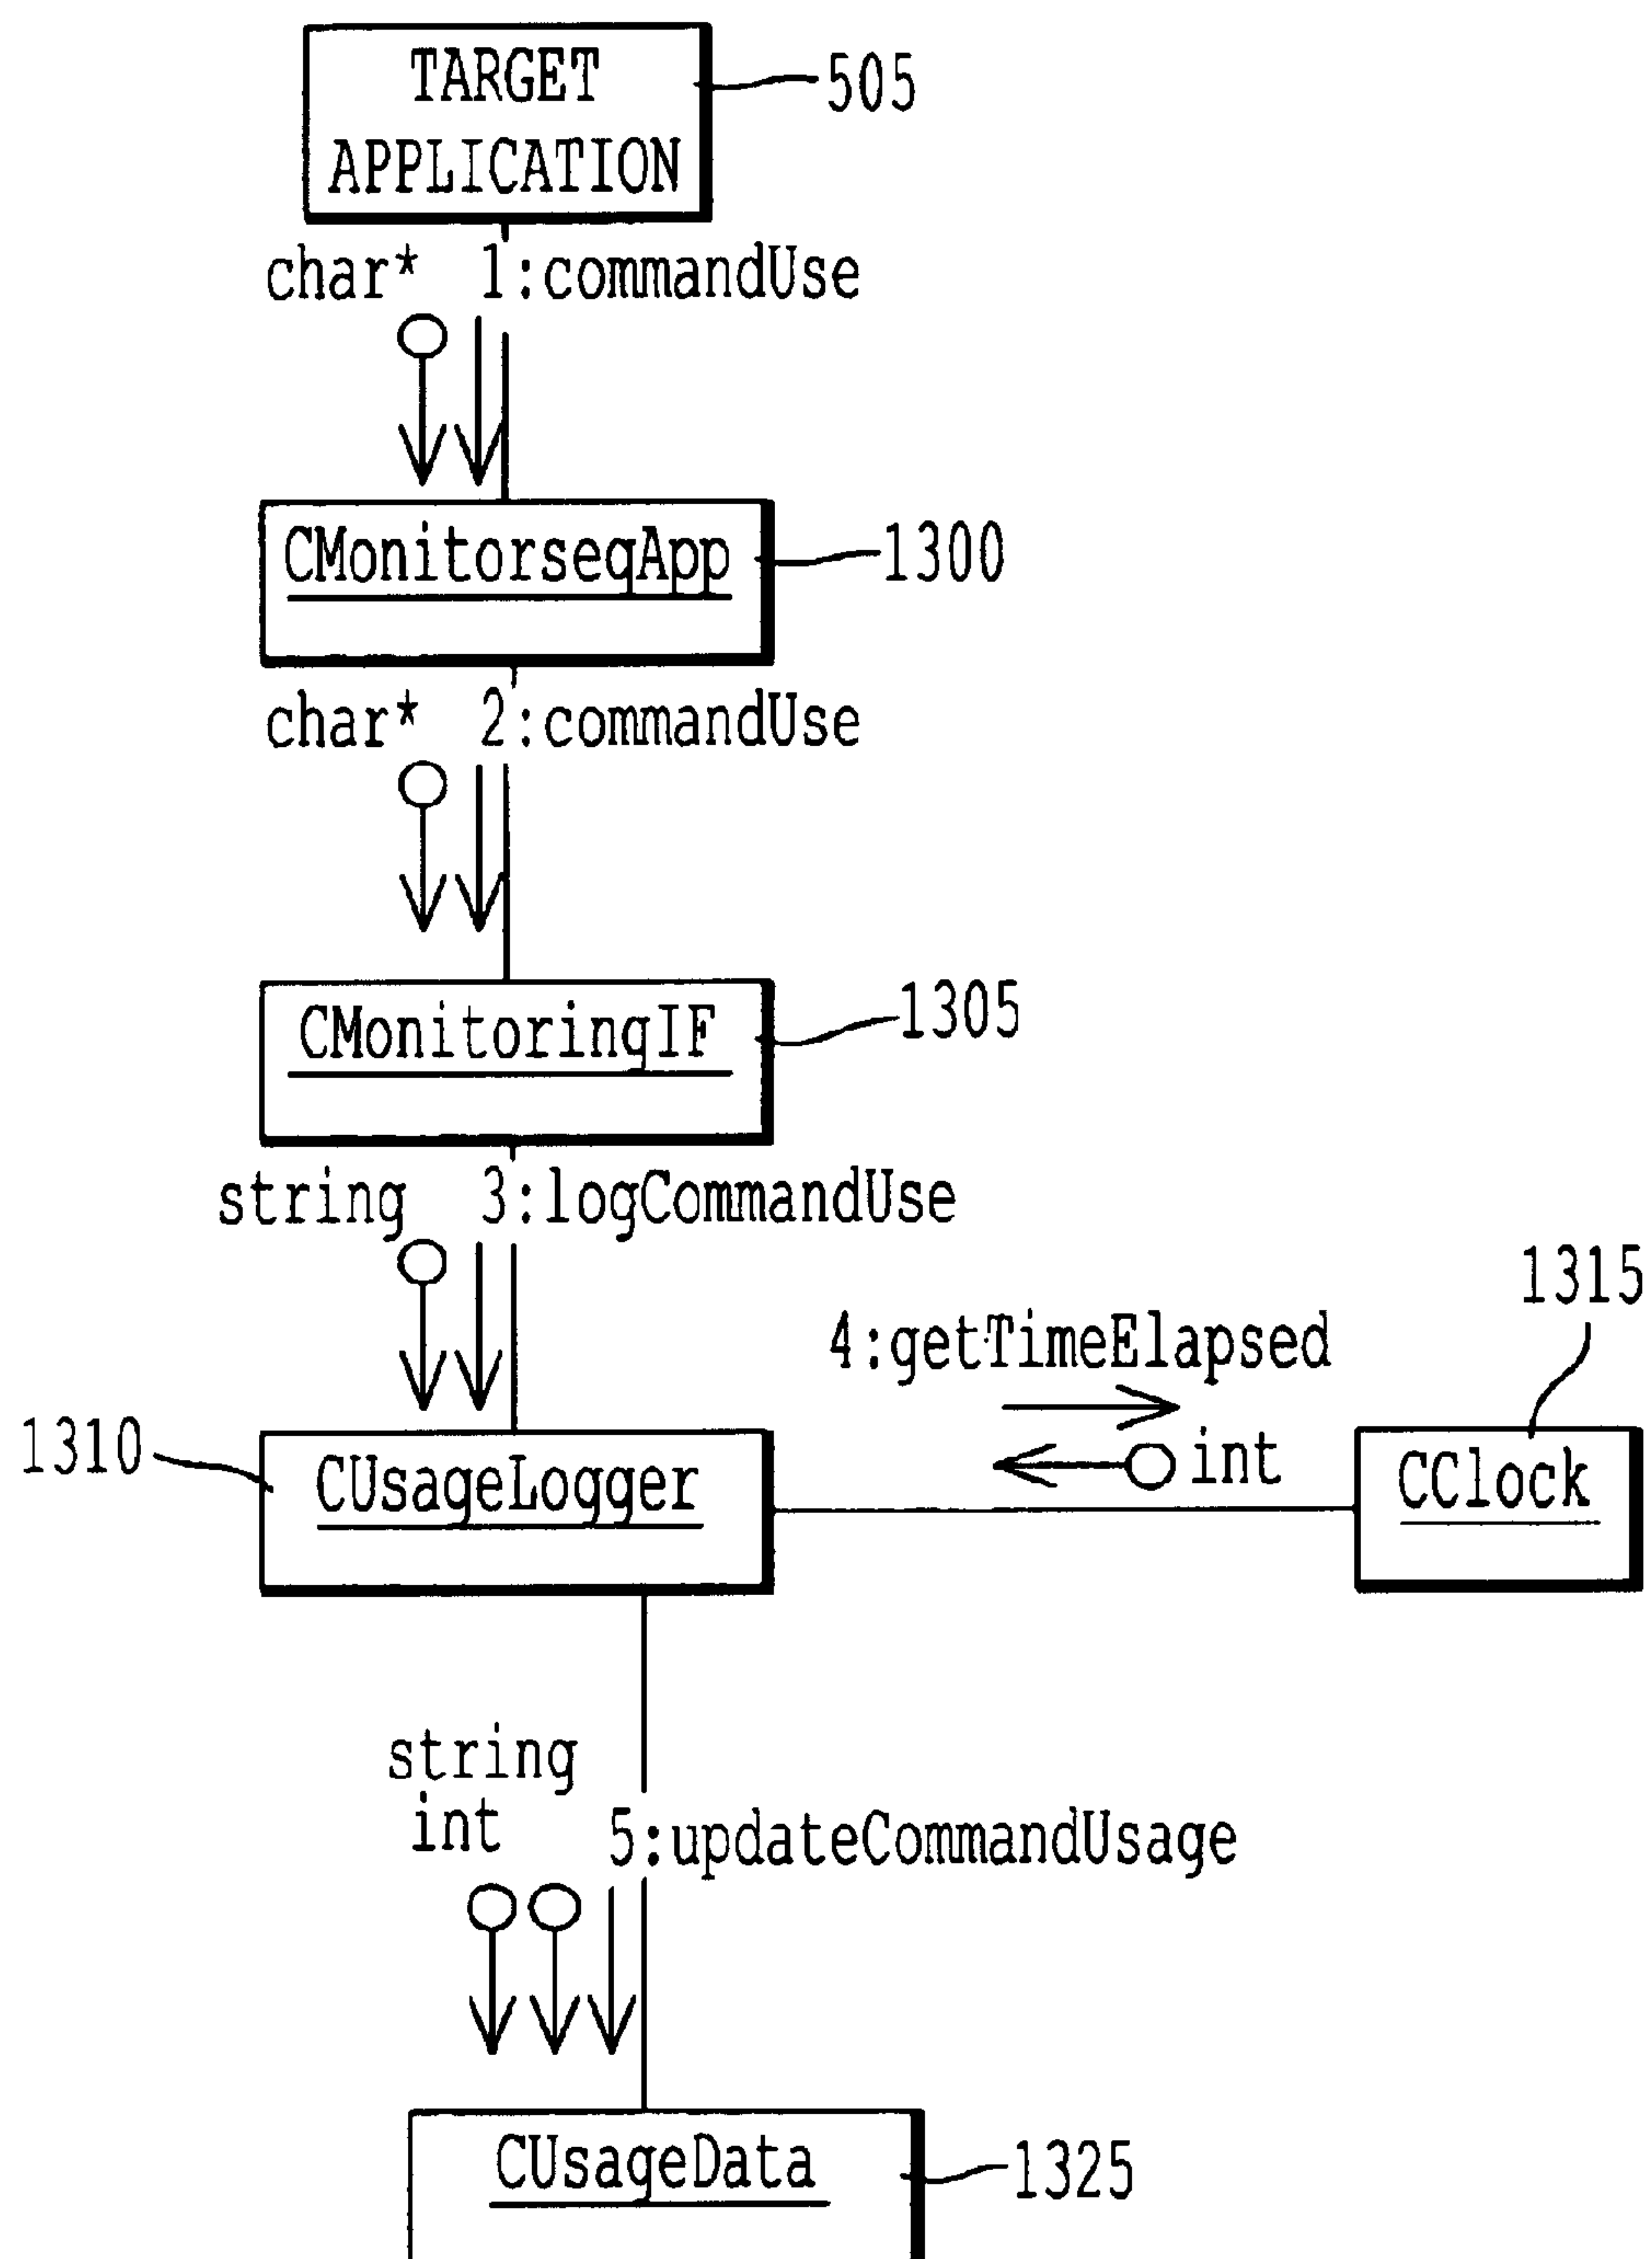 TARGET
APPLICATION
505
char* 1:commandUse
CMonitorseqApp
1300
char* 2:commandUse
CMonitoringIF
1305
string 3:logCommandUse
1315
4:getTimeElapsed
int
1310
CUsageLogger
CClock
string
int
5:updateCommandUsage
CUsageData
1325